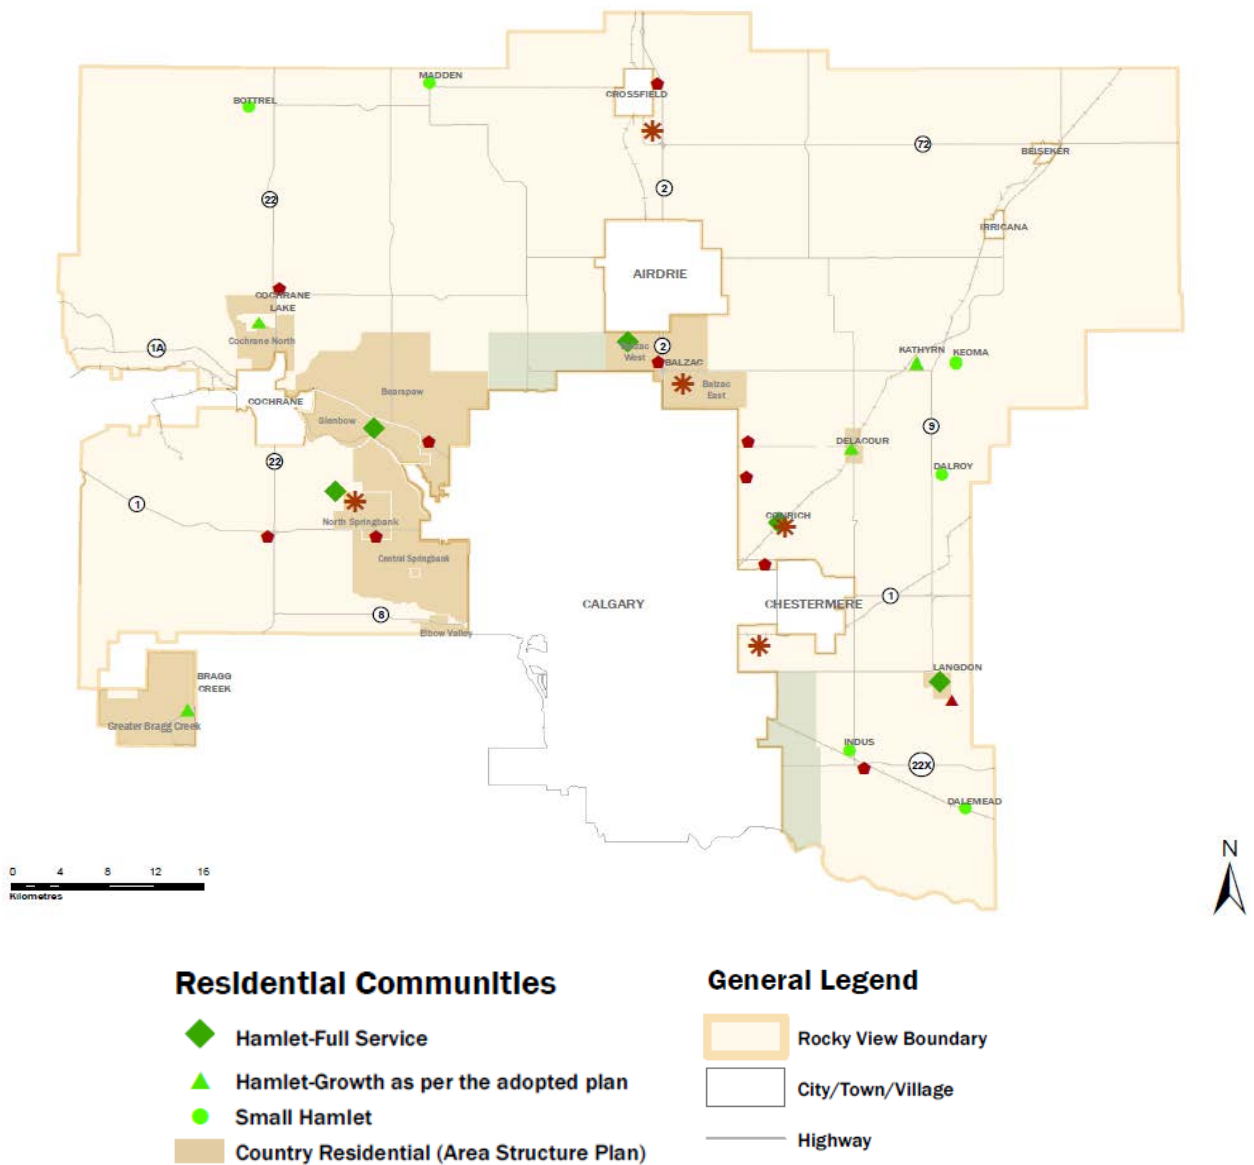 MADDEN
BOTTREL
CROSSFIELD
72
BEISEKER
2
22
IRRICANA
AIRDRIE
COCHRANE
LAKE
Cochrane North
1A
2
West
BALZAC
KATHYRN
KEOMA
Balzac
East
Bearspaw
COCHRANE
Glenbow
9
DELACOUR
22
DALROY
1
CONRICH
North Springbank
Central Springbank
1
CALGARY
CHESTERMERE
8
Elbow Valley
LANGDON
BRAGG
CREEK
Greater Bragg Creek
INDUS
22X
DALEMEAD
N
0 4 8 12 16
Kilometres
Residential Communities
Hamlet-Full Service
Hamlet-Growth as per the adopted plan
Small Hamlet
Country Residential (Area Structure Plan)
General Legend
Rocky View Boundary
City/Town/Village
Highway